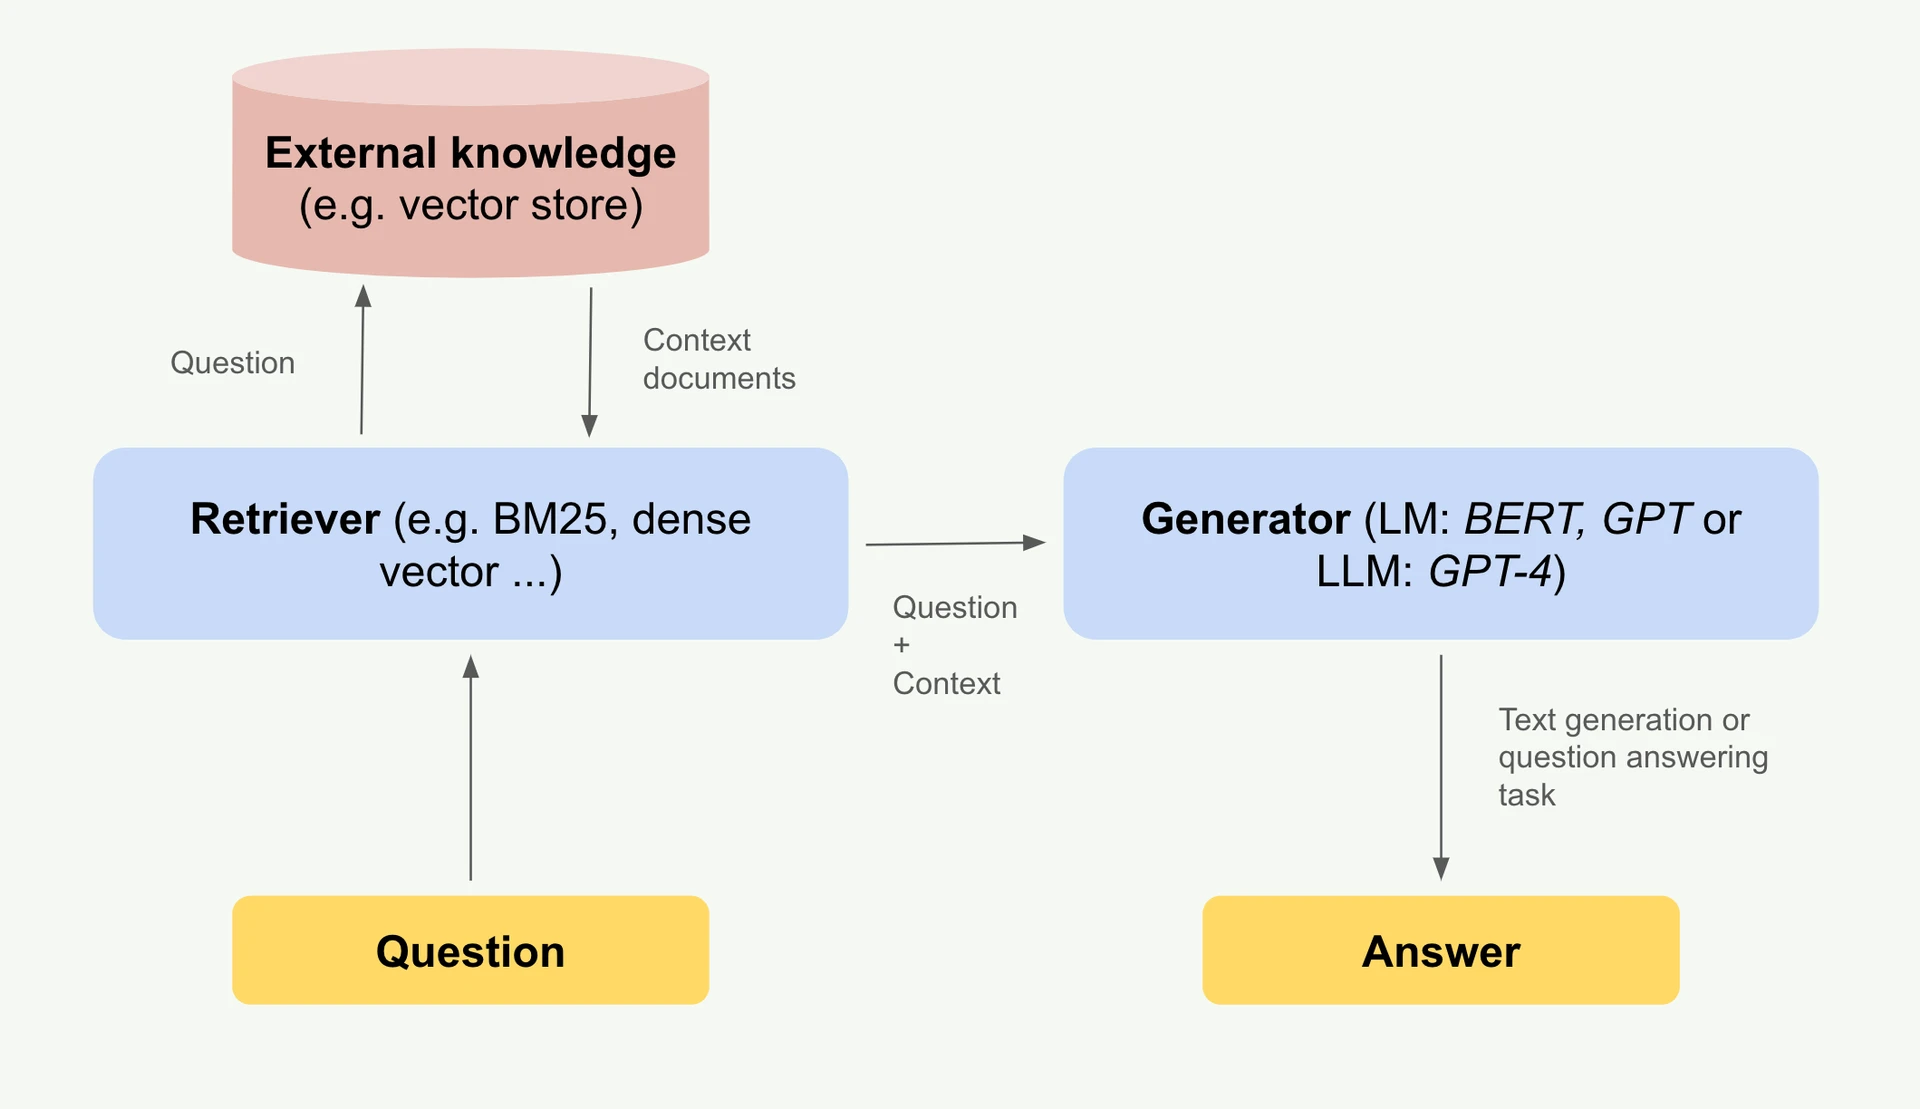 External knowledge
(e.g. vector store)
Question
Context
documents
Retriever (e.g. BM25, dense
vector ...)
Question
+
Context
Generator (LM: BERT, GPT or
LLM: GPT-4)
Text generation or
question answering
task
Question
Answer